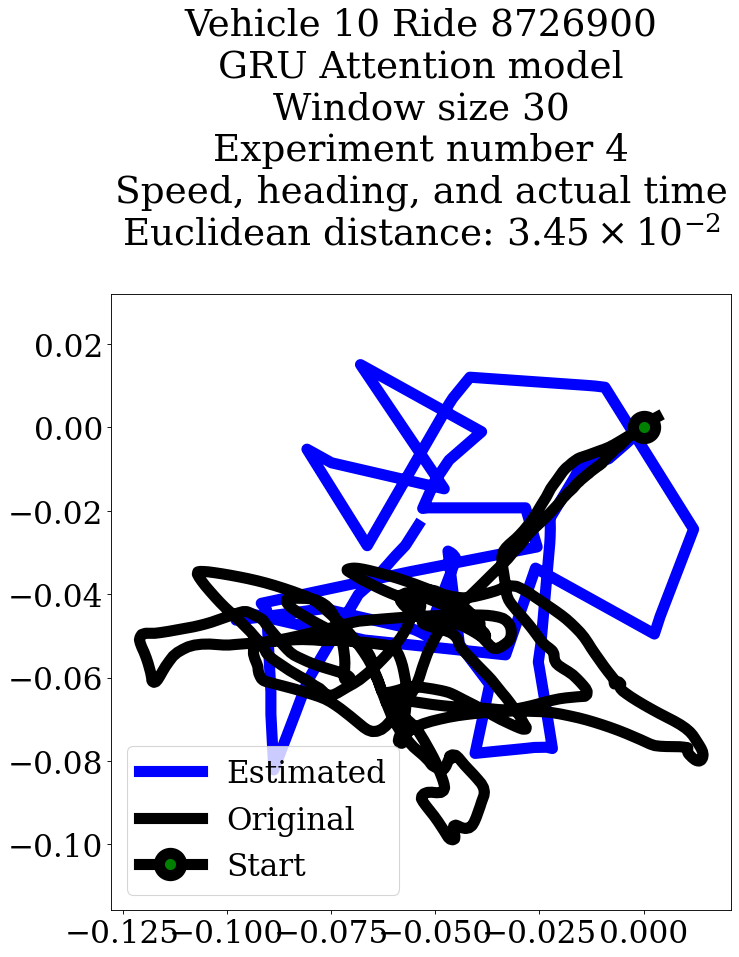 Vehicle 10 Ride 8726900
GRU Attention model
Window size 30
Experiment number 4
Speed, heading, and actual time
Euclidean distance: 3.45 × 10⁻²
0.02
0.00
−0.02
−0.04
−0.06
−0.08
−0.10
Estimated
Original
Start
−0.125 −0.100 −0.075 −0.050 −0.025 0.000